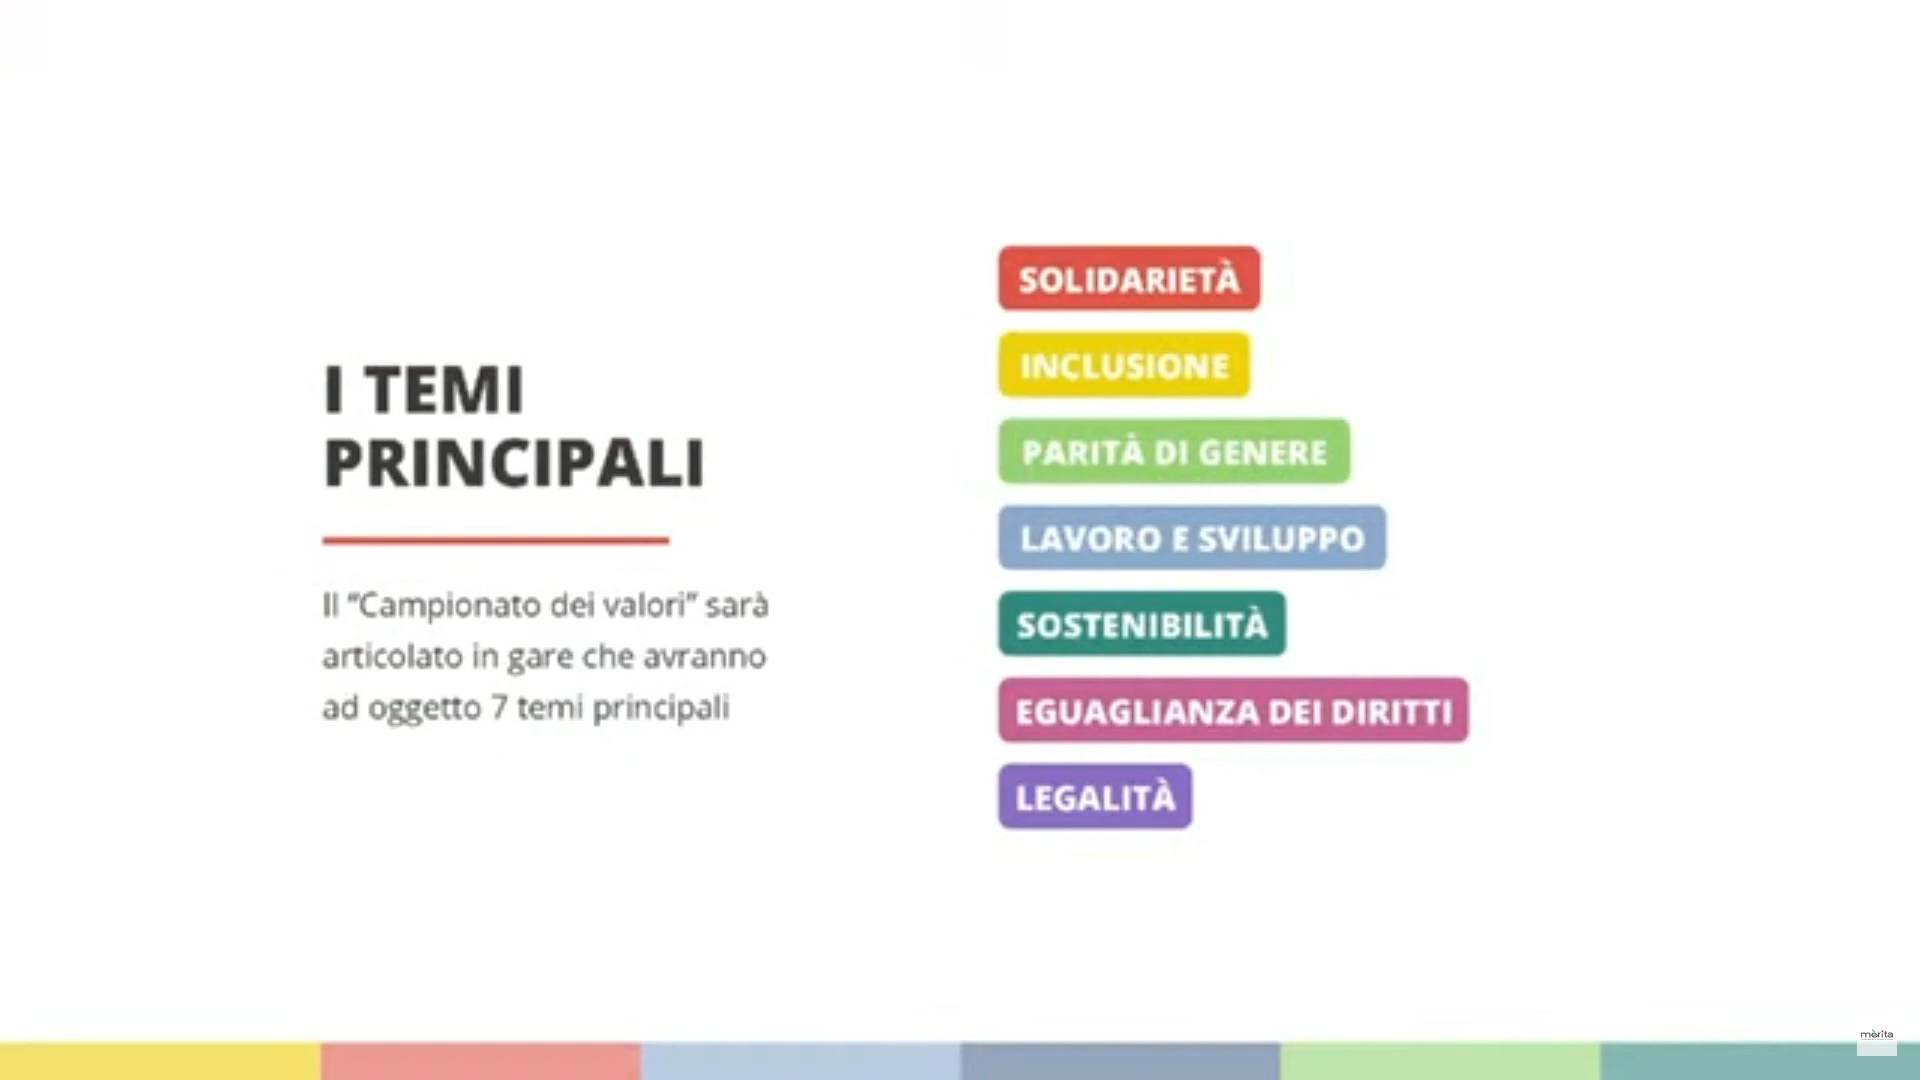 I TEMI
PRINCIPALI
Il “Campionato dei valori” sarà
articolato in gare che avranno
ad oggetto 7 temi principali
SOLIDARIETÀ
INCLUSIONE
PARITÀ DI GENERE
LAVORO E SVILUPPO
SOSTENIBILITÀ
EGUAGLIANZA DEI DIRITTI
LEGALITÀ
mèrita